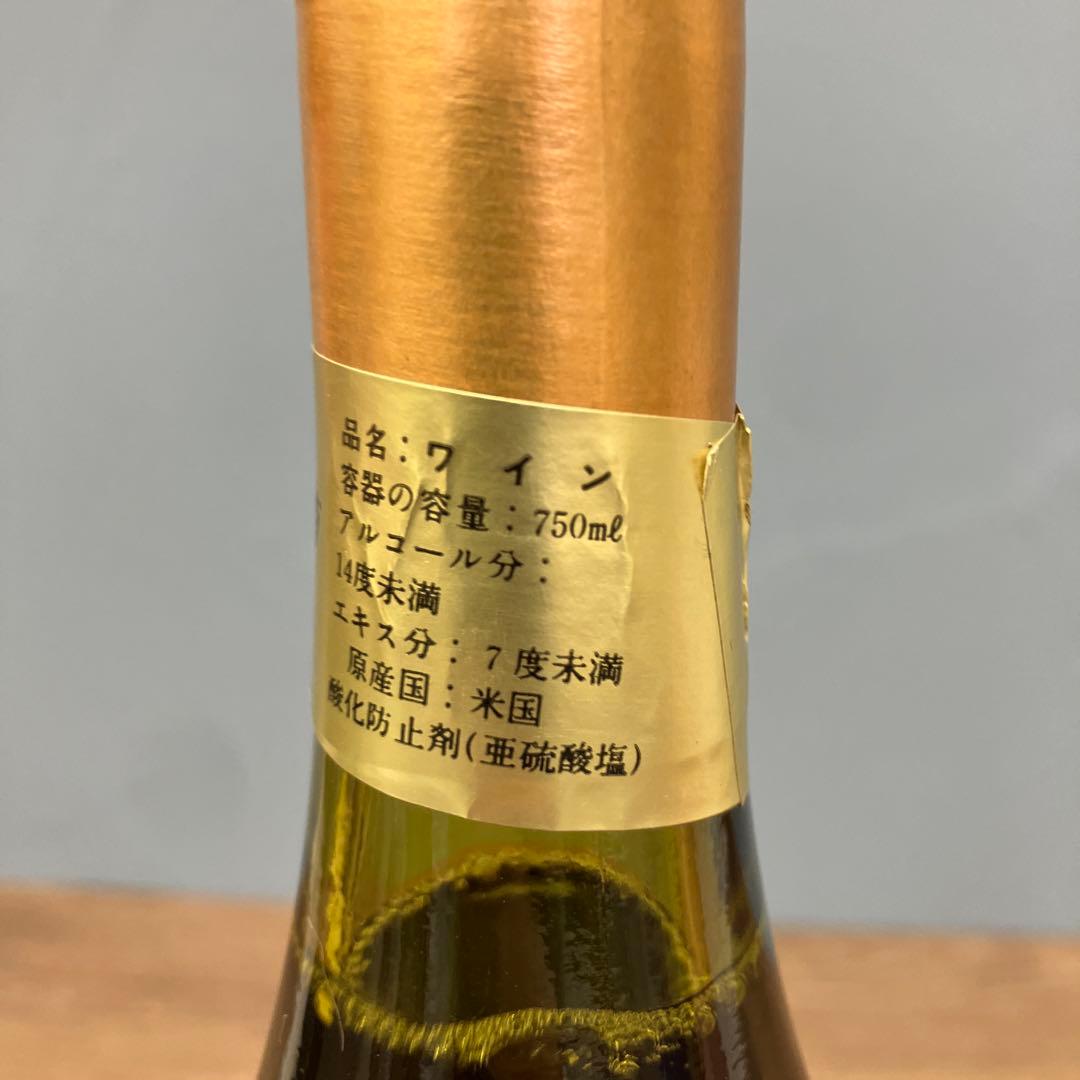 品名：ワイン
容器の容量：750mℓ
アルコール分：
14度未満
エキス分：7度未満
原産国：米国
酸化防止剤(亜硫酸塩)